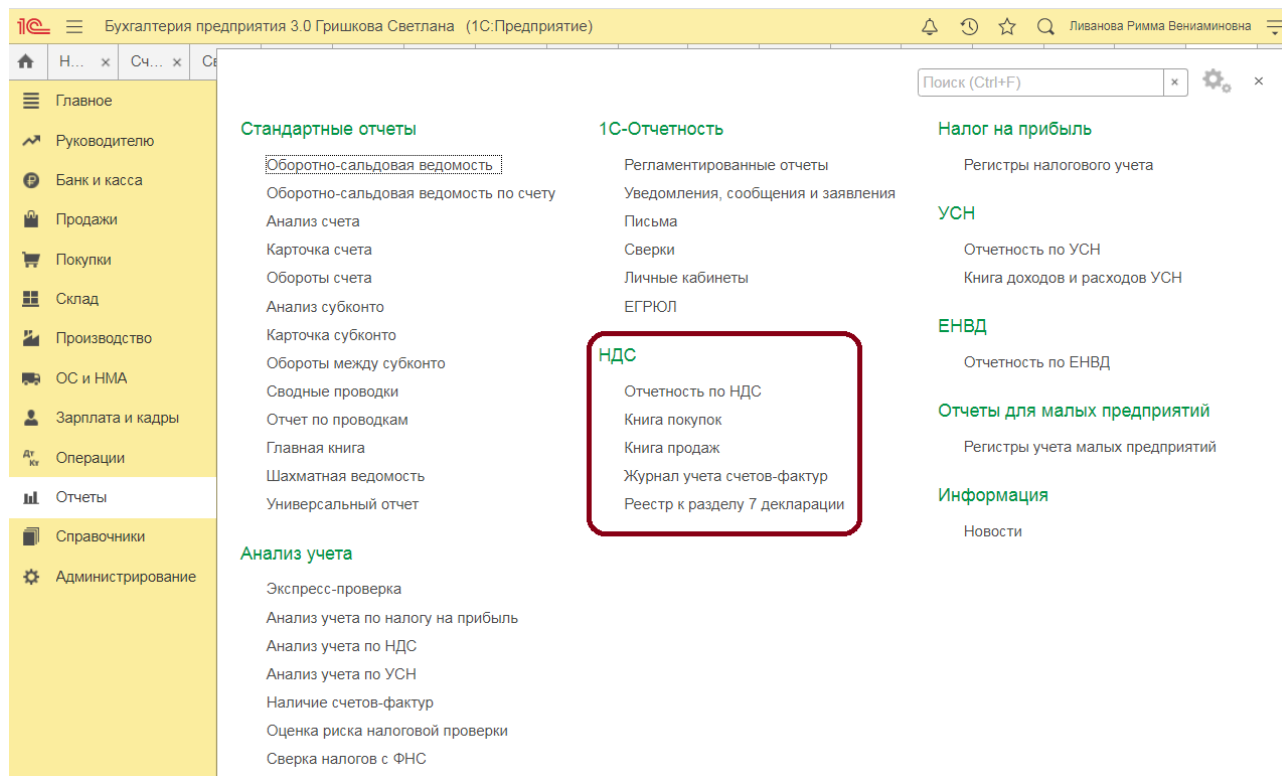 1С Бухгалтерия предприятия 3.0 Гришкова Светлана (1С:Предприятие) Ливанова Римма Вениаминовна
Н... × Сч... × Се
Поиск (Ctrl+F) × ×
Главное
Руководителю
Банк и касса
Продажи
Покупки
Склад
Производство
ОС и НМА
Зарплата и кадры
Дт Кт Операции
Отчеты
Справочники
Администрирование
Стандартные отчеты
Оборотно-сальдовая ведомость
Оборотно-сальдовая ведомость по счету
Анализ счета
Карточка счета
Обороты счета
Анализ субконто
Карточка субконто
Обороты между субконто
Сводные проводки
Отчет по проводкам
Главная книга
Шахматная ведомость
Универсальный отчет
Анализ учета
Экспресс-проверка
Анализ учета по налогу на прибыль
Анализ учета по НДС
Анализ учета по УСН
Наличие счетов-фактур
Оценка риска налоговой проверки
Сверка налогов с ФНС
1С-Отчетность
Регламентированные отчеты
Уведомления, сообщения и заявления
Письма
Сверки
Личные кабинеты
ЕГРЮЛ
НДС
Отчетность по НДС
Книга покупок
Книга продаж
Журнал учета счетов-фактур
Реестр к разделу 7 декларации
Налог на прибыль
Регистры налогового учета
УСН
Отчетность по УСН
Книга доходов и расходов УСН
ЕНВД
Отчетность по ЕНВД
Отчеты для малых предприятий
Регистры учета малых предприятий
Информация
Новости